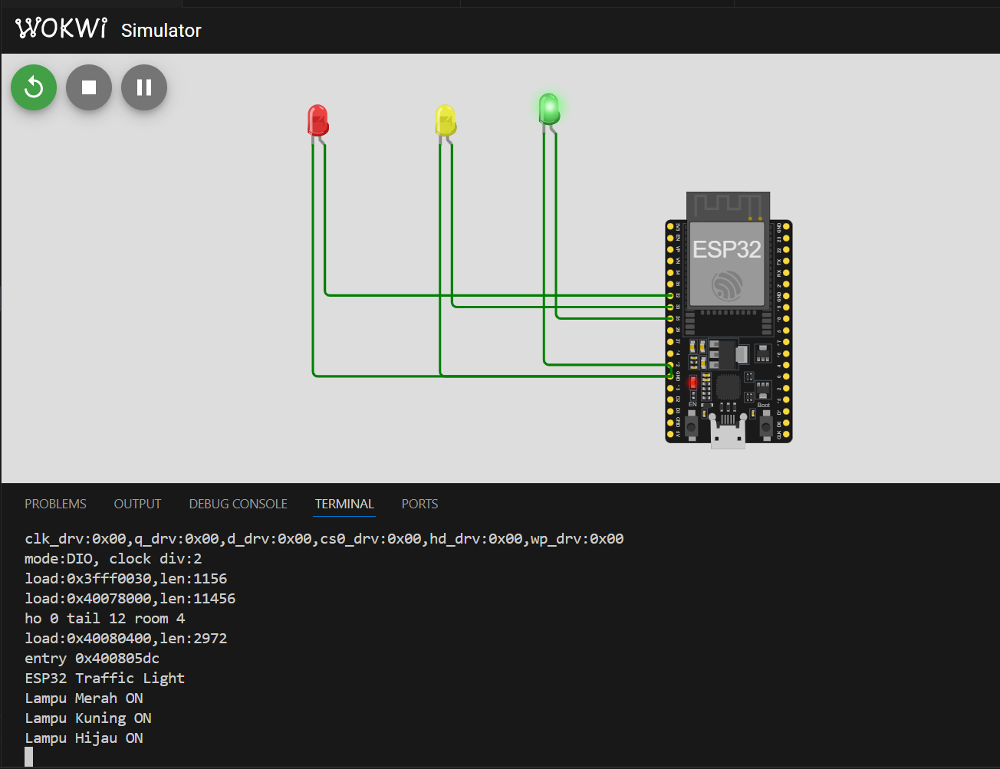 WOKWi Simulator
ESP32
EN
Boot
PROBLEMS OUTPUT DEBUG CONSOLE TERMINAL PORTS
clk_drv:0x00,q_drv:0x00,d_drv:0x00,cs0_drv:0x00,hd_drv:0x00,wp_drv:0x00
mode:DIO, clock div:2
load:0x3fff0030,len:1156
load:0x40078000,len:11456
ho 0 tail 12 room 4
load:0x40080400,len:2972
entry 0x400805dc
ESP32 Traffic Light
Lampu Merah ON
Lampu Kuning ON
Lampu Hijau ON